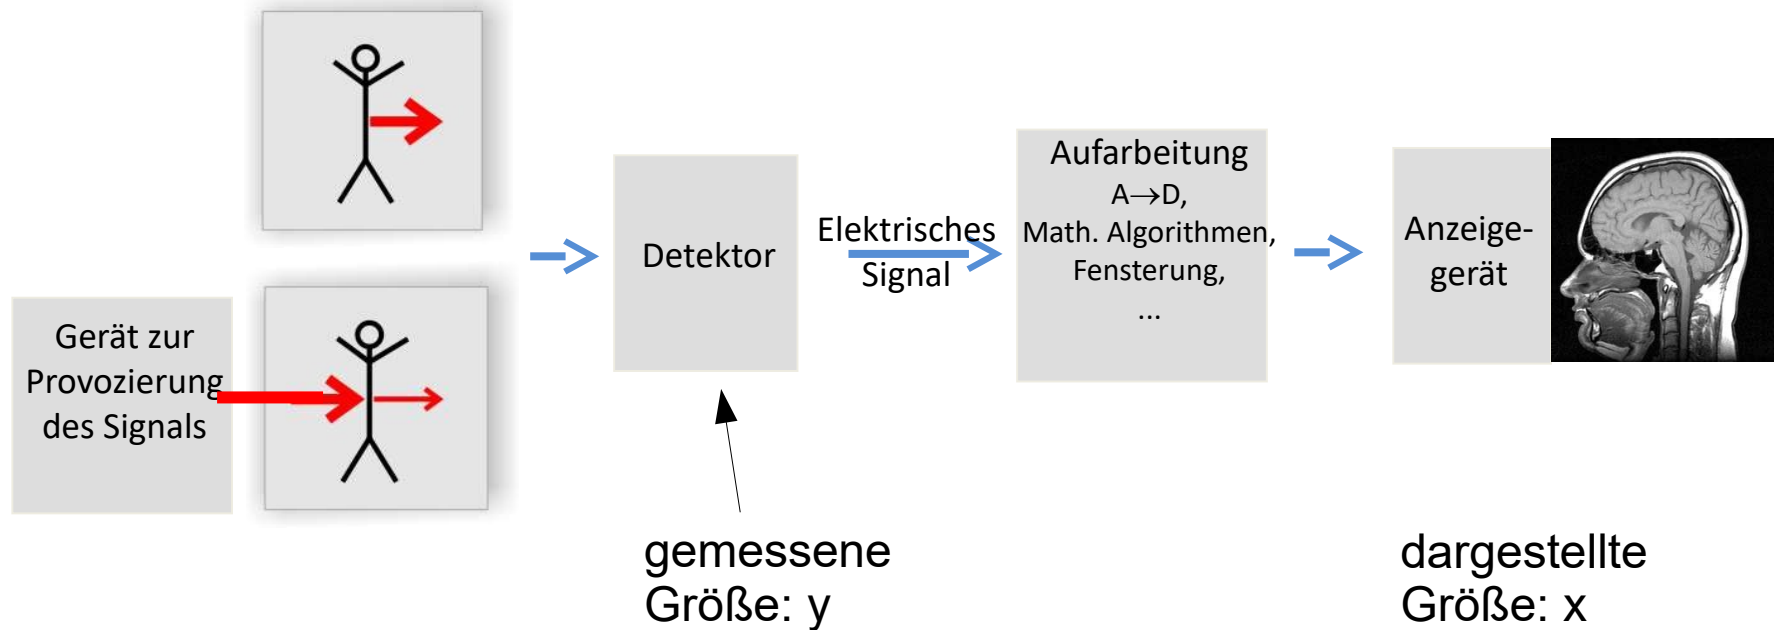 Gerät zur
Provozierung
des Signals
Detektor
Elektrisches
Signal
Aufarbeitung
A→D,
Math. Algorithmen,
Fensterung,
...
Anzeige-
gerät
gemessene
Größe: y
dargestellte
Größe: x